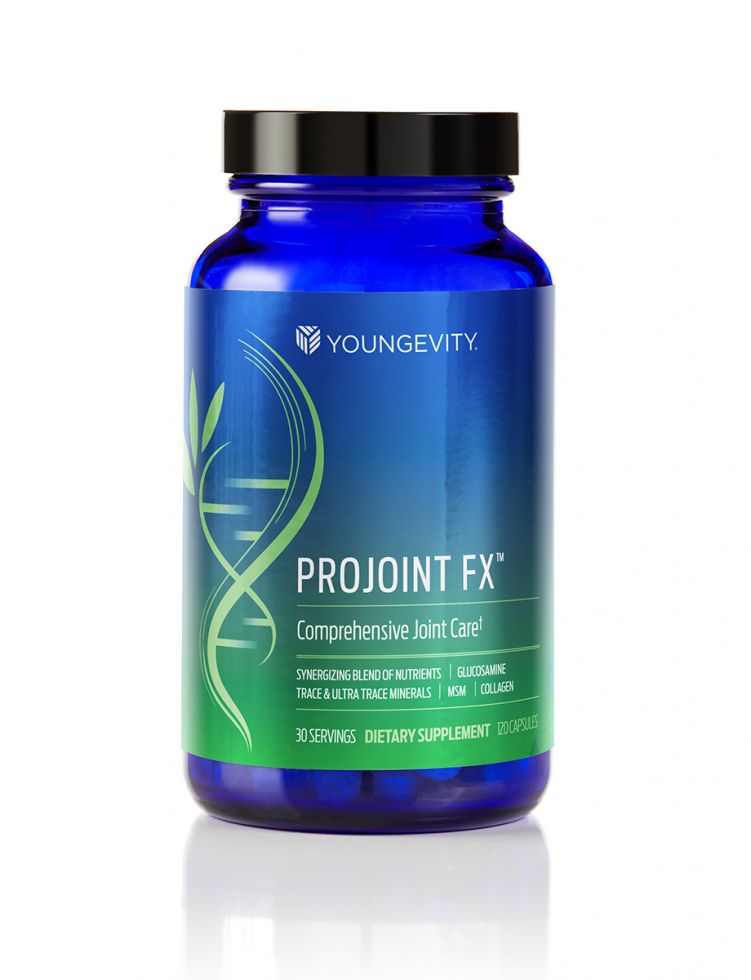 YOUNGEVITY®
PROJOINT FX™
Comprehensive Joint Care†
SYNERGIZING BLEND OF NUTRIENTS | GLUCOSAMINE
TRACE & ULTRA TRACE MINERALS | MSM | COLLAGEN
30 SERVINGS DIETARY SUPPLEMENT 120 CAPSULES